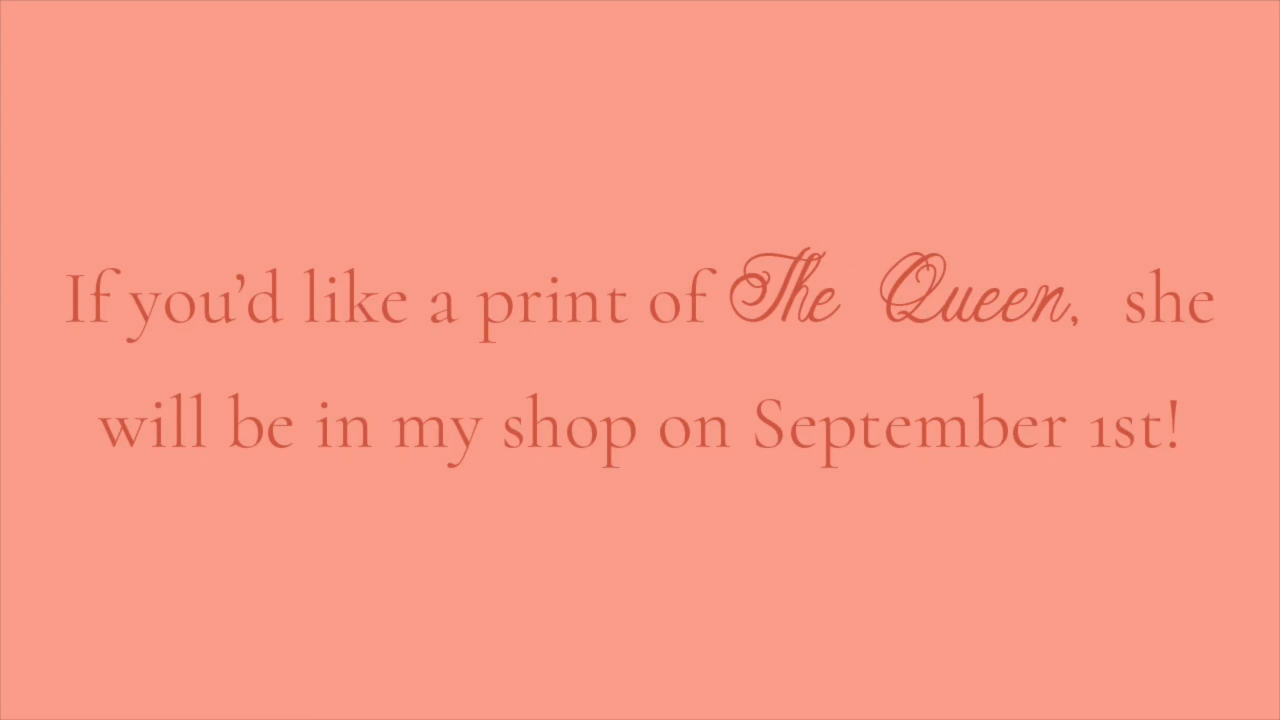 If you’d like a print of The Queen, she
will be in my shop on September 1st!